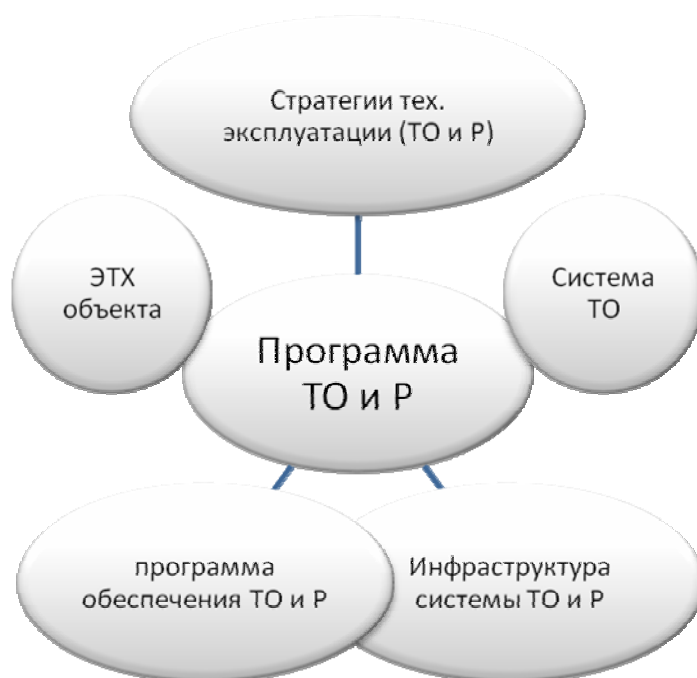 Стратегии тех.
эксплуатации (ТО и Р)
ЭТХ
объекта
Система
ТО
Программа
ТО и Р
программа
обеспечения ТО и Р
Инфраструктура
системы ТО и Р